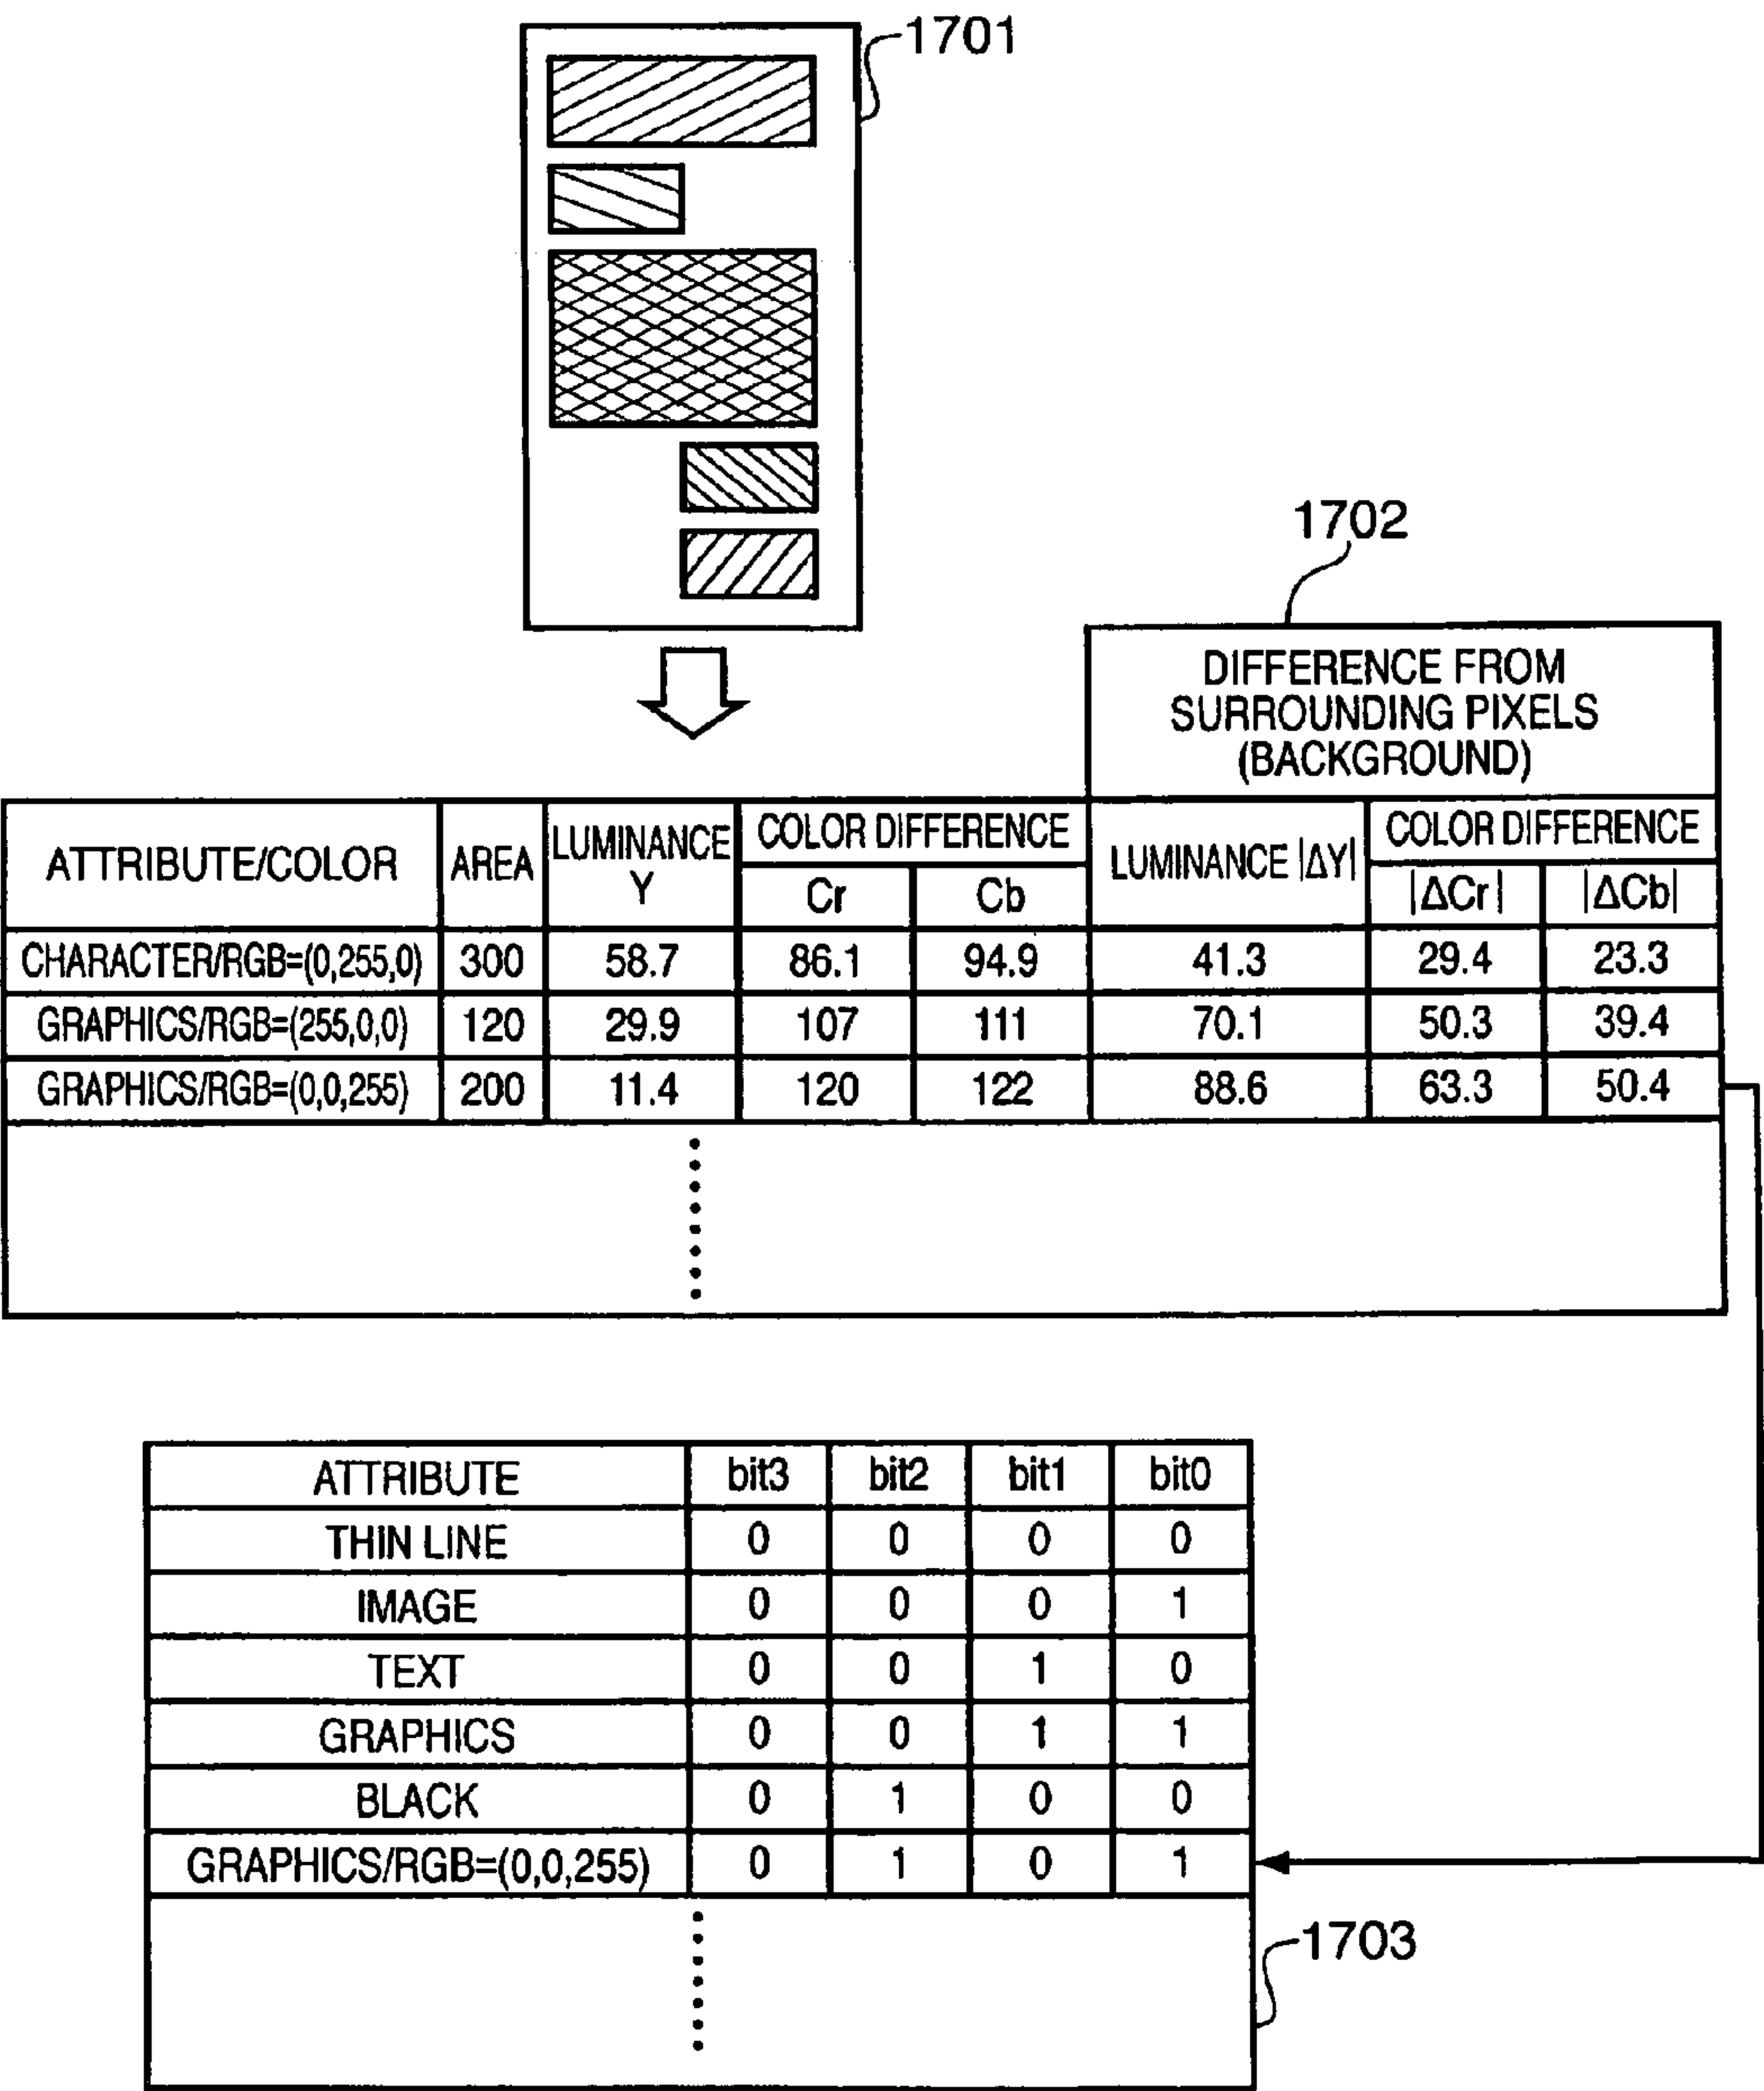 1701
1702
DIFFERENCE FROM
SURROUNDING PIXELS
(BACKGROUND)
ATTRIBUTE/COLOR AREA LUMINANCE Y COLOR DIFFERENCE LUMINANCE |ΔY| COLOR DIFFERENCE
Cr Cb |ΔCr| |ΔCb|
CHARACTER/RGB=(0,255,0) 300 58.7 86.1 94.9 41.3 29.4 23.3
GRAPHICS/RGB=(255,0,0) 120 29.9 107 111 70.1 50.3 39.4
GRAPHICS/RGB=(0,0,255) 200 11.4 120 122 88.6 63.3 50.4
ATTRIBUTE bit3 bit2 bit1 bit0
THIN LINE 0 0 0 0
IMAGE 0 0 0 1
TEXT 0 0 1 0
GRAPHICS 0 0 1 1
BLACK 0 1 0 0
GRAPHICS/RGB=(0,0,255) 0 1 0 1
1703